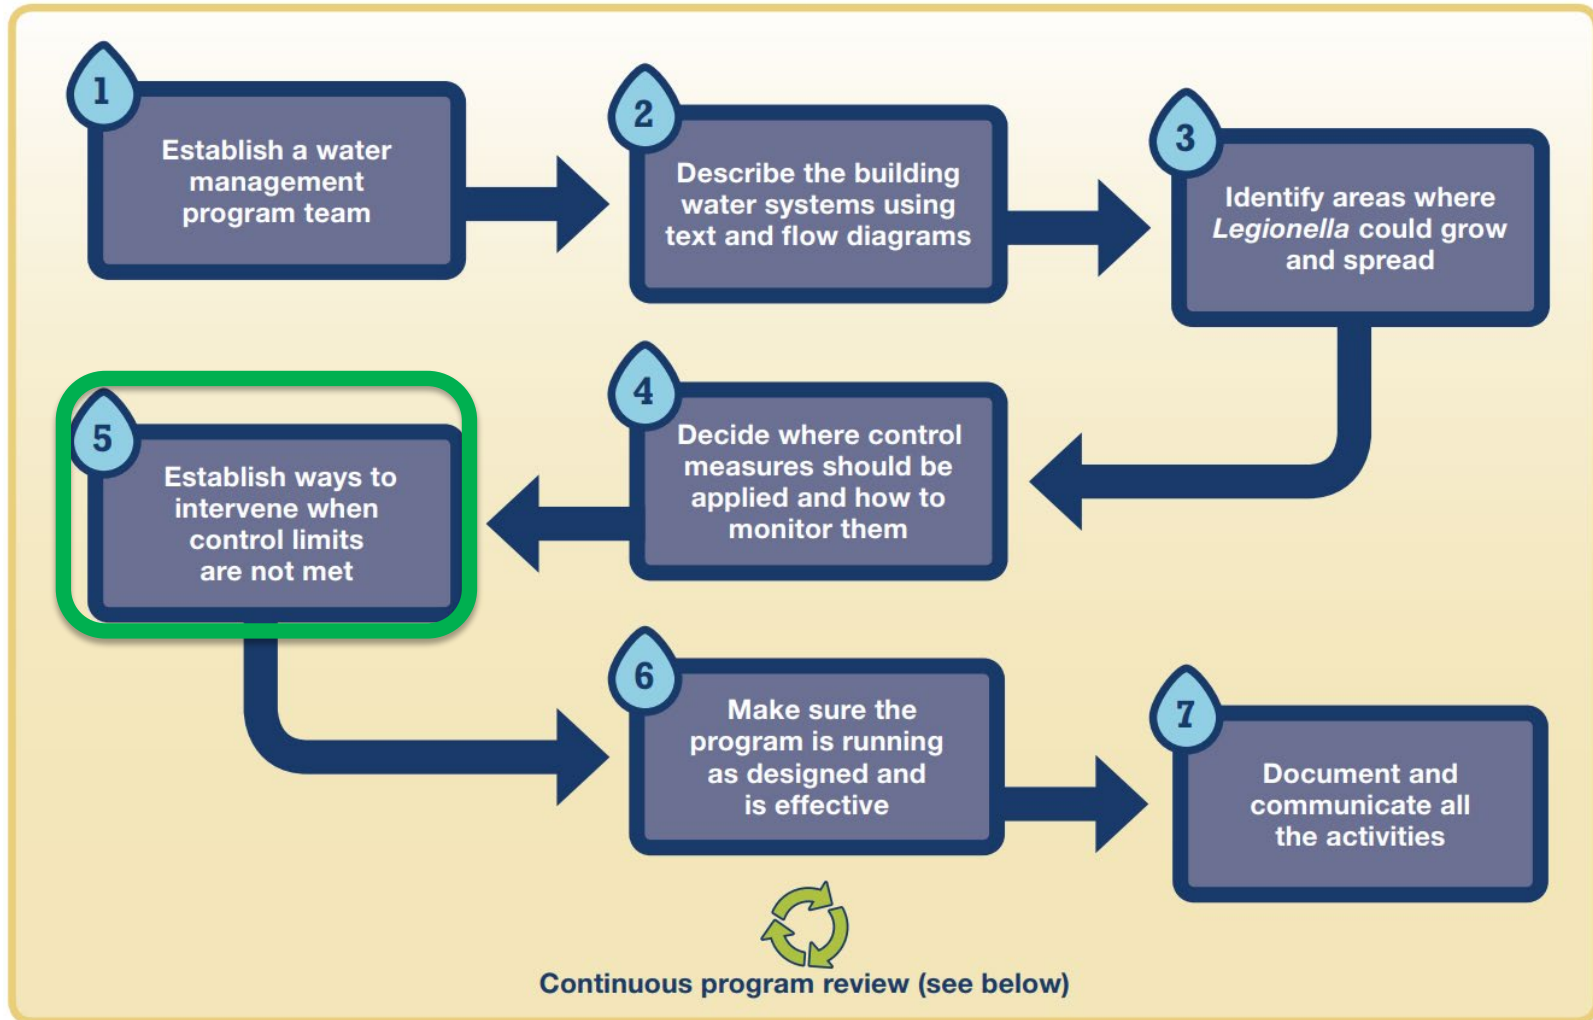 1
Establish a water
management
program team
2
Describe the building
water systems using
text and flow diagrams
3
Identify areas where
Legionella could grow
and spread
4
Decide where control
measures should be
applied and how to
monitor them
5
Establish ways to
intervene when
control limits
are not met
6
Make sure the
program is running
as designed and
is effective
7
Document and
communicate all
the activities
Continuous program review (see below)